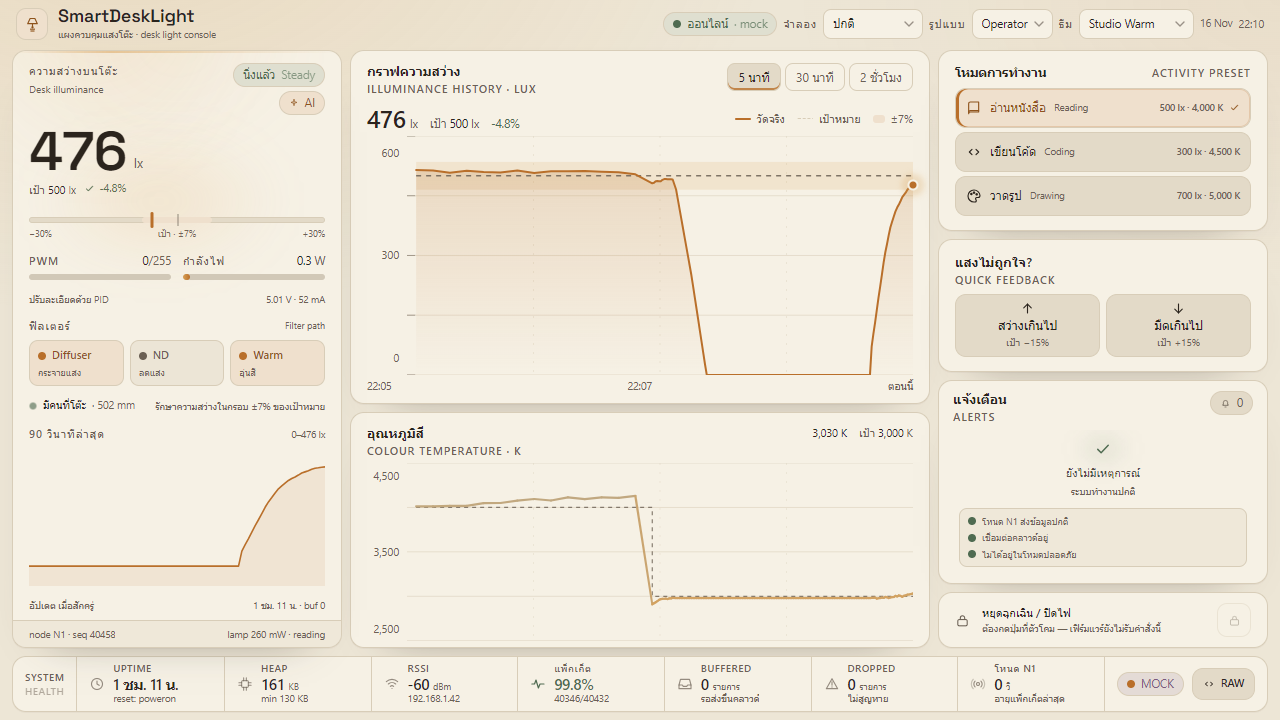 SmartDeskLight
แผงควบคุมแสงโต๊ะ · desk light console
ออนไลน์ · mock
จำลอง
ปกติ
รูปแบบ
Operator
ธีม
Studio Warm
16 Nov 22:10
ความสว่างบนโต๊ะ
Desk illuminance
นิ่งแล้ว Steady
AI
476 lx
เป้า 500 lx
-4.8%
−30%
เป้า · ±7%
+30%
PWM 0/255
กำลังไฟ 0.3 W
ปรับละเอียดด้วย PID
5.01 V · 52 mA
ฟิลเตอร์
Filter path
Diffuser
กระจายแสง
ND
ลดแสง
Warm
อุ่นสี
มีคนที่โต๊ะ · 502 mm
รักษาความสว่างในกรอบ ±7% ของเป้าหมาย
90 วินาทีล่าสุด
0–476 lx
อัปเดต เมื่อสักครู่
1 ชม. 11 น. · buf 0
node N1 · seq 40458
lamp 260 mW · reading
กราฟความสว่าง
ILLUMINANCE HISTORY · LUX
5 นาที
30 นาที
2 ชั่วโมง
476 lx เป้า 500 lx -4.8%
วัดจริง
เป้าหมาย
±7%
600
300
0
22:05
22:07
ตอนนี้
อุณหภูมิสี
COLOUR TEMPERATURE · K
3,030 K เป้า 3,000 K
4,500
3,500
2,500
โหมดการทำงาน
ACTIVITY PRESET
อ่านหนังสือ Reading
500 lx · 4,000 K
เขียนโค้ด Coding
300 lx · 4,500 K
วาดรูป Drawing
700 lx · 5,000 K
แสงไม่ถูกใจ?
QUICK FEEDBACK
สว่างเกินไป
เป้า −15%
มืดเกินไป
เป้า +15%
แจ้งเตือน
ALERTS
0
ยังไม่มีเหตุการณ์
ระบบทำงานปกติ
โหนด N1 ส่งข้อมูลปกติ
เชื่อมต่อคลาวด์อยู่
ไม่ได้อยู่ในโหมดปลอดภัย
หยุดฉุกเฉิน / ปิดไฟ
ต้องกดปุ่มที่ตัวโคม — เฟิร์มแวร์ยังไม่รับคำสั่งนี้
SYSTEM
HEALTH
UPTIME
1 ชม. 11 น.
reset: poweron
HEAP
161 KB
min 130 KB
RSSI
-60 dBm
192.168.1.42
แพ็กเก็ต
99.8%
40346/40432
BUFFERED
0 รายการ
รอส่งขึ้นคลาวด์
DROPPED
0 รายการ
ไม่สูญหาย
โหนด N1
0 วิ
อายุแพ็กเก็ตล่าสุด
MOCK
RAW